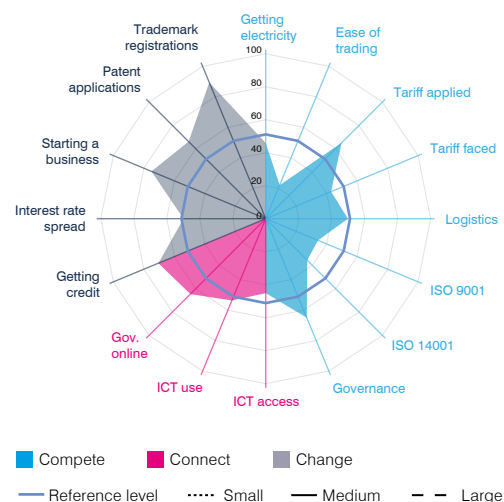 Getting
electricity
Ease of
trading
Tariff applied
Tariff faced
Logistics
ISO 9001
ISO 14001
Governance
ICT access
ICT use
Gov.
online
Getting
credit
Interest rate
spread
Starting a
business
Patent
applications
Trademark
registrations
100
80
60
40
20
0
Compete Connect Change
Reference level Small Medium Large